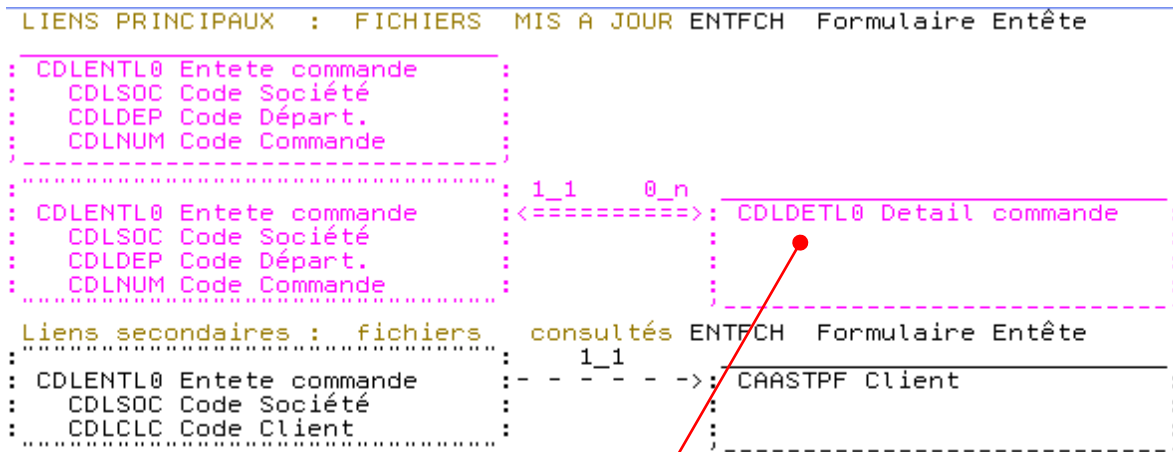 LIENS PRINCIPAUX : FICHIERS MIS A JOUR ENTFCH Formulaire Entête
CDLENTL0 Entete commande
CDLSOC Code Société
CDLDEP Code Départ.
CDLNUM Code Commande
1_1 0_n
CDLENTL0 Entete commande :<==========>: CDLDETL0 Detail commande
CDLSOC Code Société
CDLDEP Code Départ.
CDLNUM Code Commande
Liens secondaires : fichiers consultés ENTFCH Formulaire Entête
1_1
CDLENTL0 Entete commande :- - - - - ->: CAASTPF Client
CDLSOC Code Société
CDLCLC Code Client